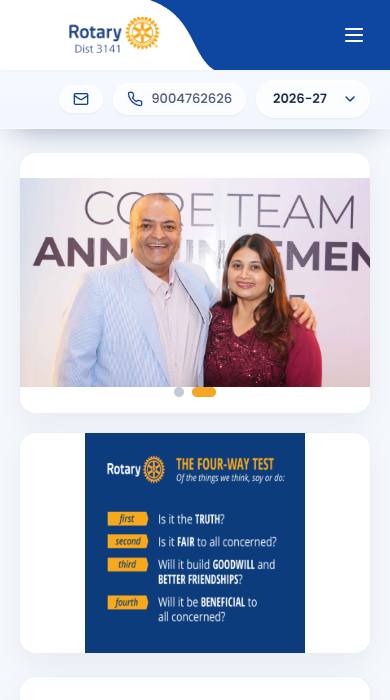 Rotary
Dist 3141
9004762626
2026-27
CORE TEAM
Rotary
THE FOUR-WAY TEST
Of the things we think, say or do:
first Is it the TRUTH?
second Is it FAIR to all concerned?
third Will it build GOODWILL and
BETTER FRIENDSHIPS?
fourth Will it be BENEFICIAL to
all concerned?